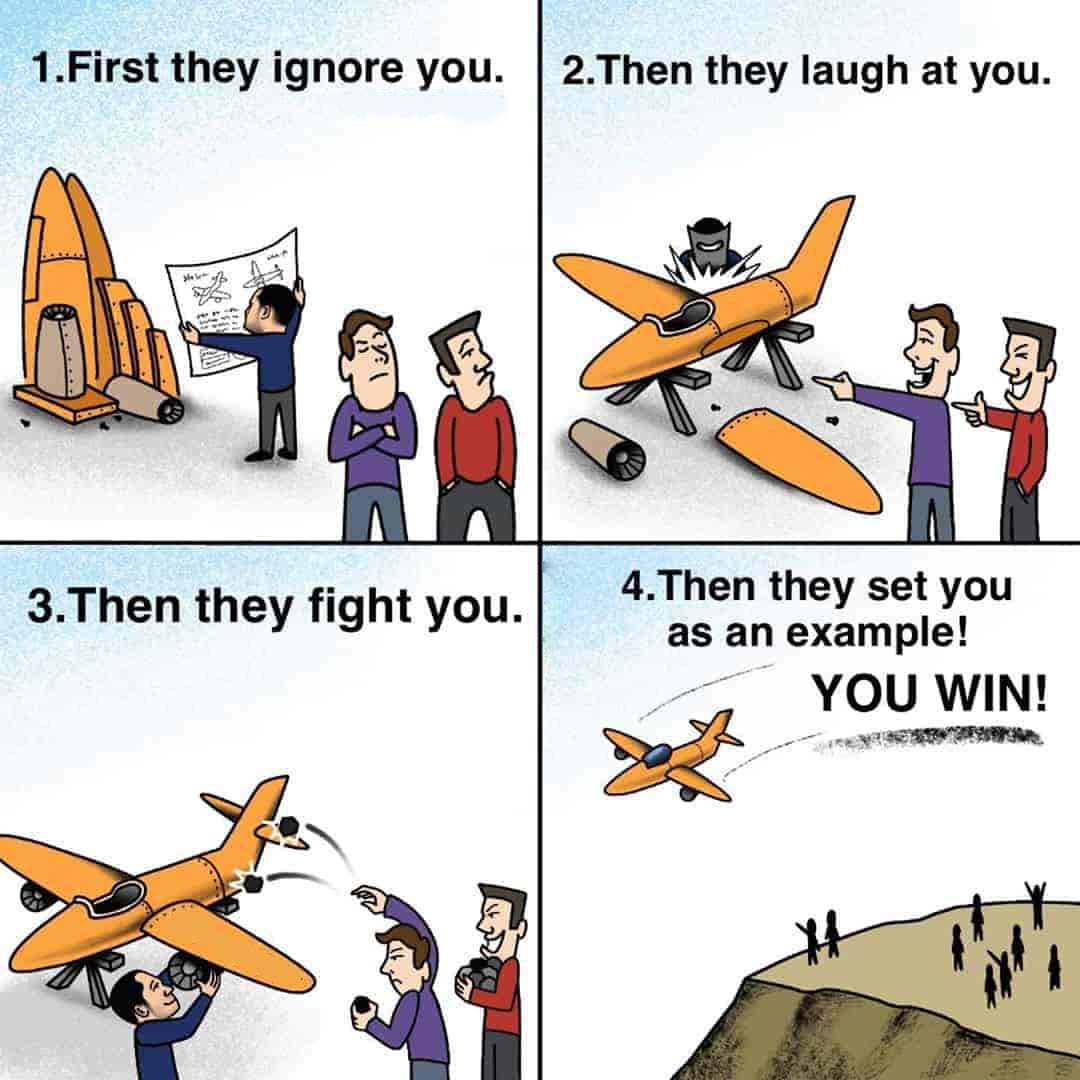 1.First they ignore you.
2.Then they laugh at you.
3.Then they fight you.
4.Then they set you
as an example!
YOU WIN!